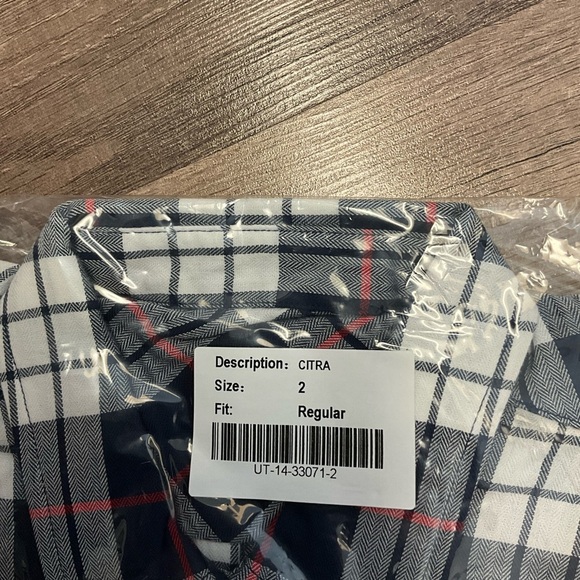 Description: CITRA
Size: 2
Fit: Regular
UT-14-33071-2